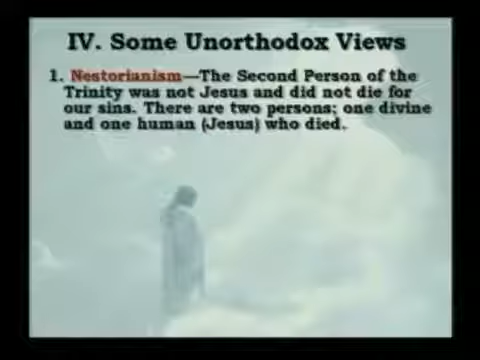 IV. Some Unorthodox Views
1. Nestorianism—The Second Person of the
Trinity was not Jesus and did not die for
our sins. There are two persons; one divine
and one human (Jesus) who died.